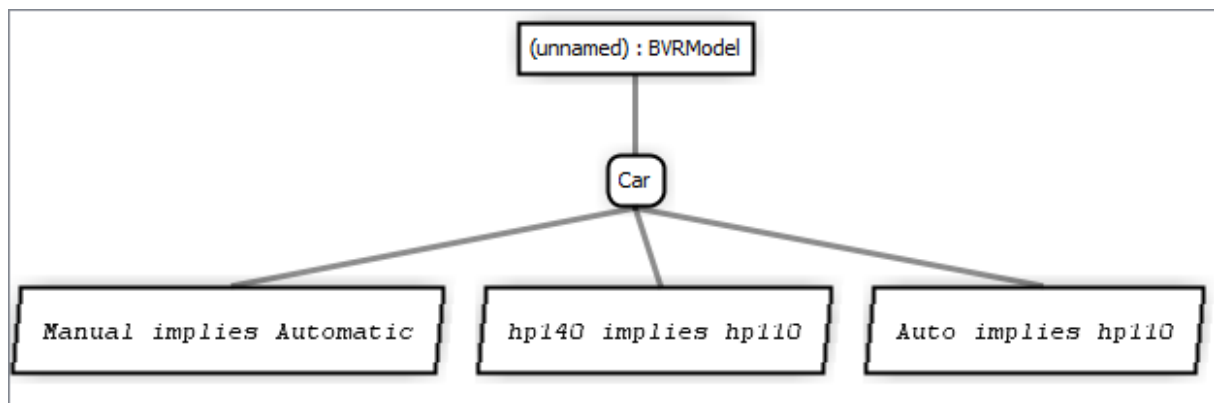 (unnamed) : BVRModel
Car
Manual implies Automatic
hp140 implies hp110
Auto implies hp110